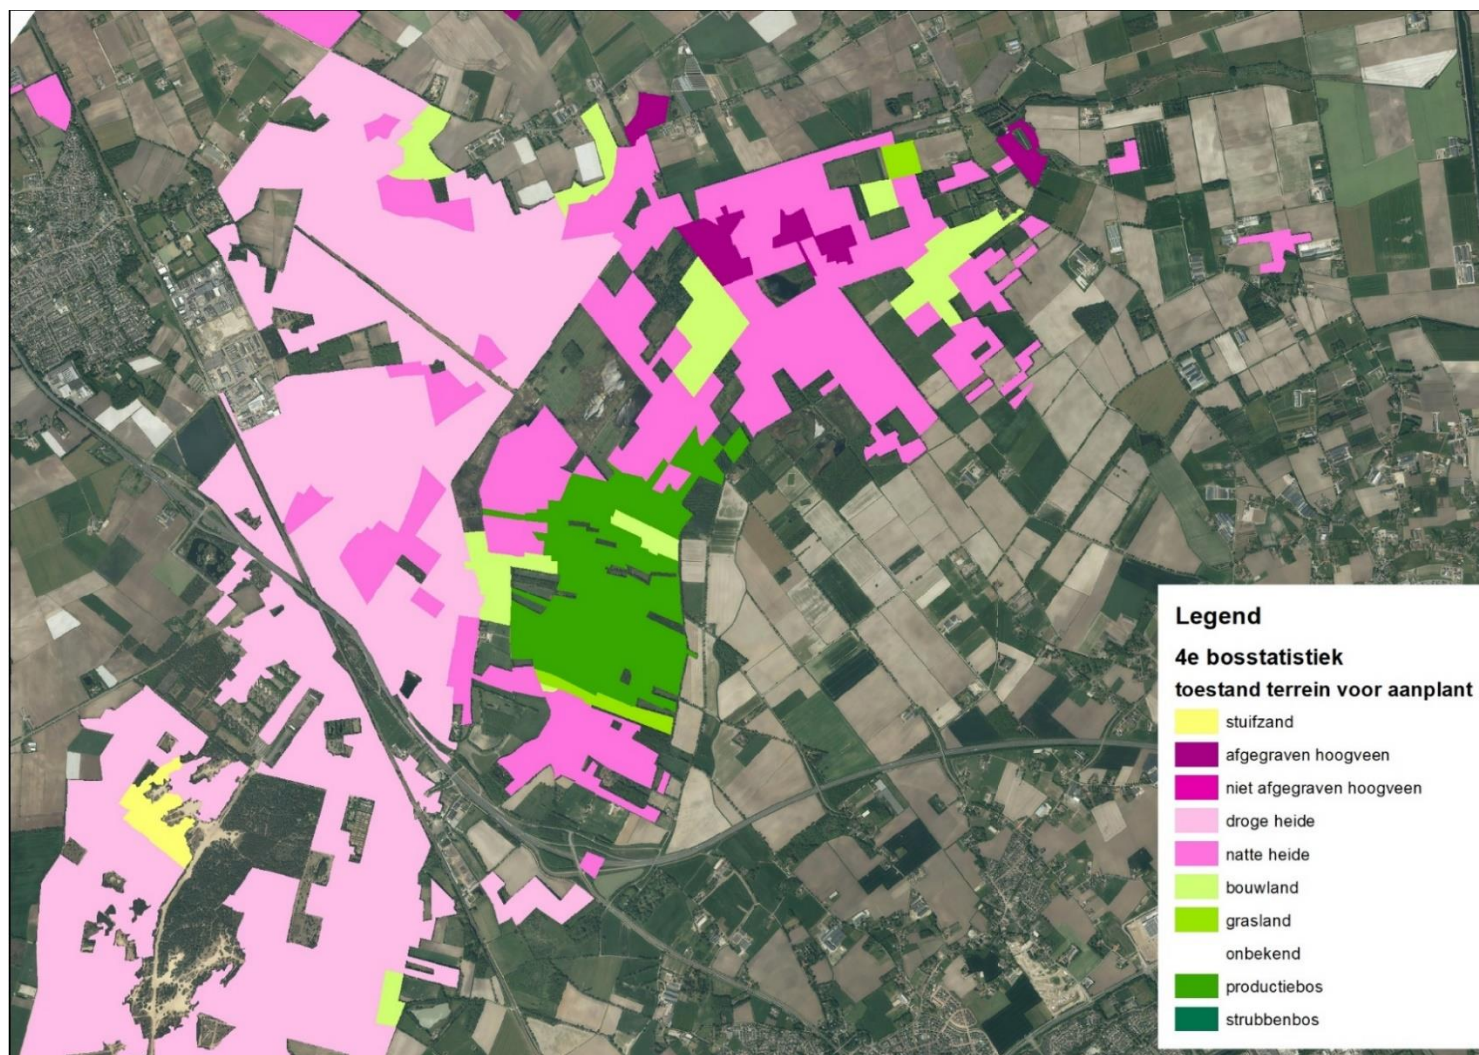 Legend
4e bosstatistiek
toestand terrein voor aanplant
stuifzand
afgegraven hoogveen
niet afgegraven hoogveen
droge heide
natte heide
bouwland
grasland
onbekend
productiebos
strubbenbos